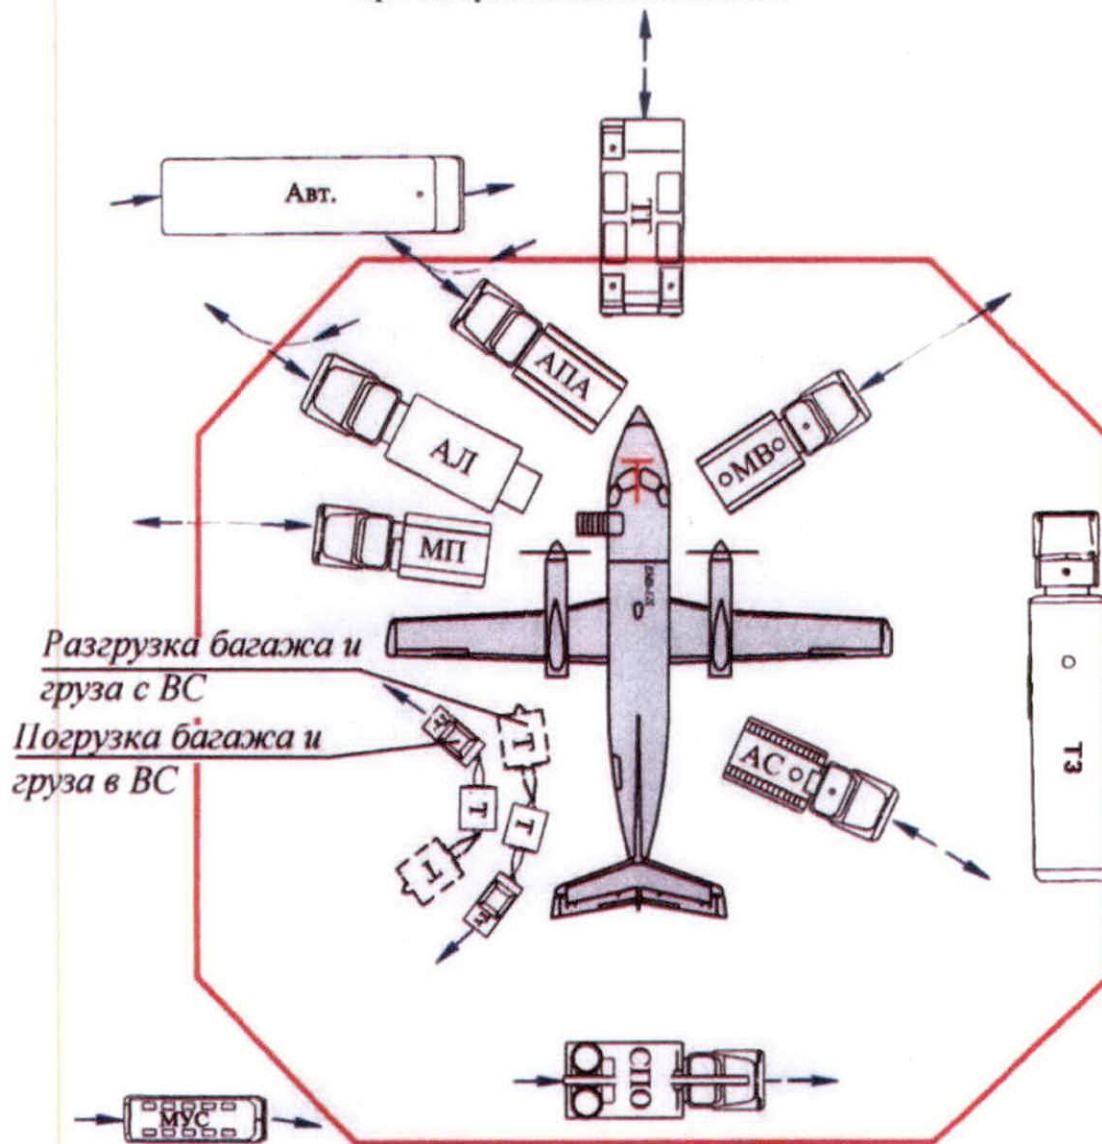 Авт.
ТГ
АПА
АЛ
МВ
МП
Разгрузка багажа и
груза с ВС
Погрузка багажа и
груза в ВС
Т
Т
Т
Т
АС
ТЗ
СПО
МУС